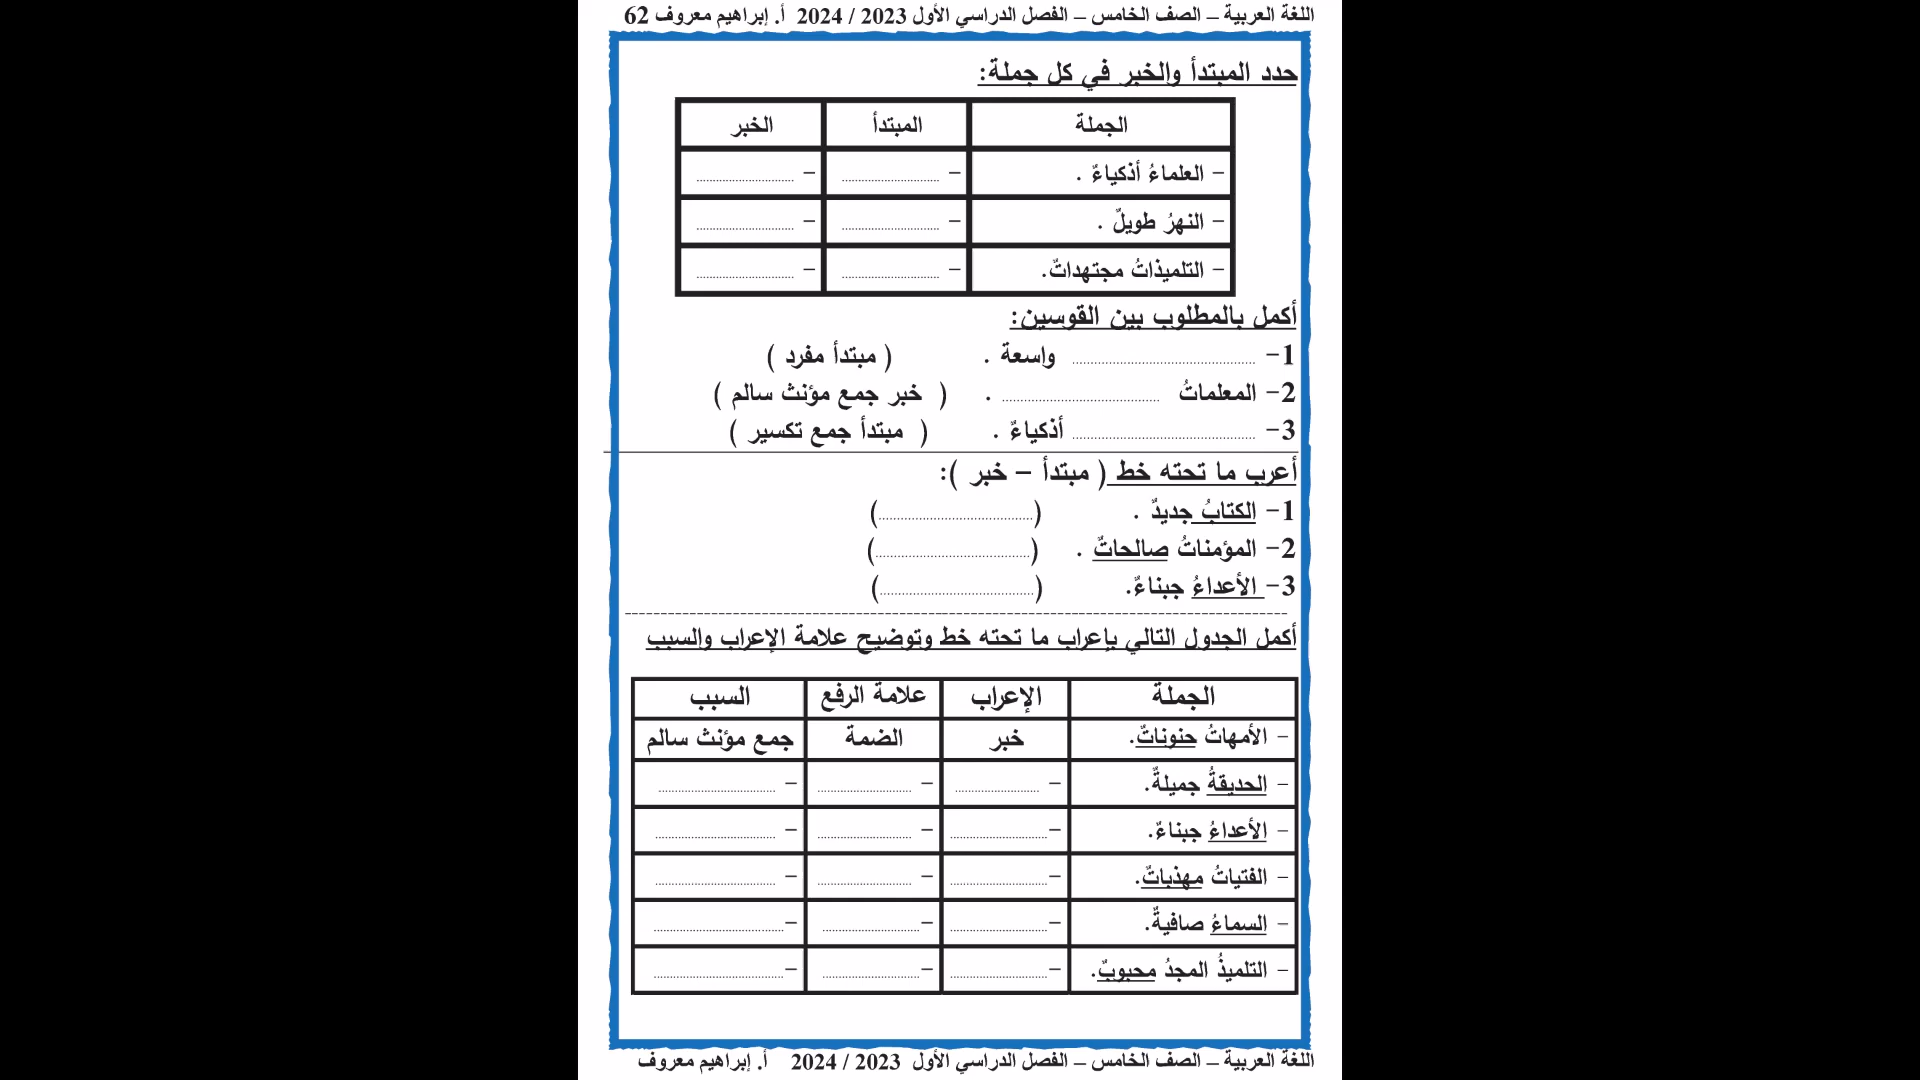 اللغة العربية – الصف الخامس – الفصل الدراسي الأول 2023 / 2024 أ. إبراهيم معروف 62
حدد المبتدأ والخبر في كل جملة:
الجملة المبتدأ الخبر
- العلماءُ أذكياءٌ . - .......................... - ..........................
- النهرُ طويلٌ . - .......................... - ..........................
- التلميذاتُ مجتهداتٌ. - .......................... - ..........................
أكمل بالمطلوب بين القوسين:
1- .......................... واسعة . ( مبتدأ مفرد )
2- المعلماتُ .......................... . ( خبر جمع مؤنث سالم )
3- .......................... أذكياءٌ . ( مبتدأ جمع تكسير )
أعرب ما تحته خط ( مبتدأ – خبر ):
1- الكتابُ جديدٌ . (..........................)
2- المؤمناتُ صالحاتٌ . (..........................)
3- الأعداءُ جبناءٌ. (..........................)
أكمل الجدول التالي بإعراب ما تحته خط وتوضيح علامة الإعراب والسبب
الجملة الإعراب علامة الرفع السبب
- الأمهاتُ حنوناتٌ. خبر الضمة جمع مؤنث سالم
- الحديقةُ جميلةٌ. - .......................... - .......................... - ..........................
- الأعداءُ جبناءٌ. - .......................... - .......................... - ..........................
- الفتياتُ مهذباتٌ. - .......................... - .......................... - ..........................
- السماءُ صافيةٌ. - .......................... - .......................... - ..........................
- التلميذُ المجدُ محبوبٌ. - .......................... - .......................... - ..........................
اللغة العربية – الصف الخامس – الفصل الدراسي الأول 2023 / 2024 أ. إبراهيم معروف